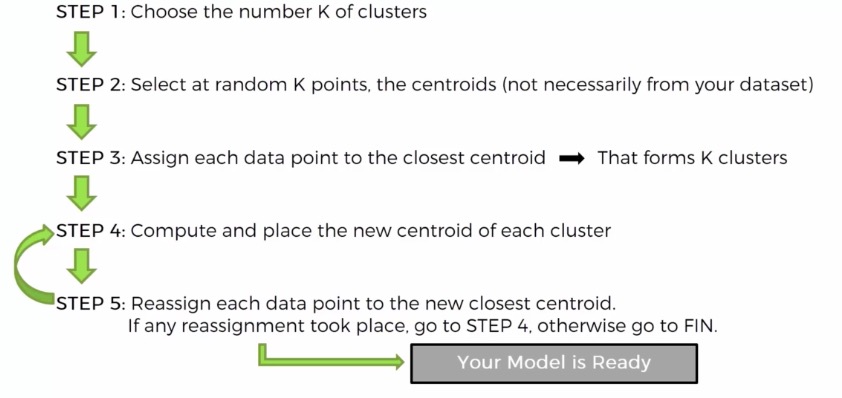 STEP 1: Choose the number K of clusters
STEP 2: Select at random K points, the centroids (not necessarily from your dataset)
STEP 3: Assign each data point to the closest centroid ➡ That forms K clusters
STEP 4: Compute and place the new centroid of each cluster
STEP 5: Reassign each data point to the new closest centroid.
If any reassignment took place, go to STEP 4, otherwise go to FIN.
Your Model is Ready